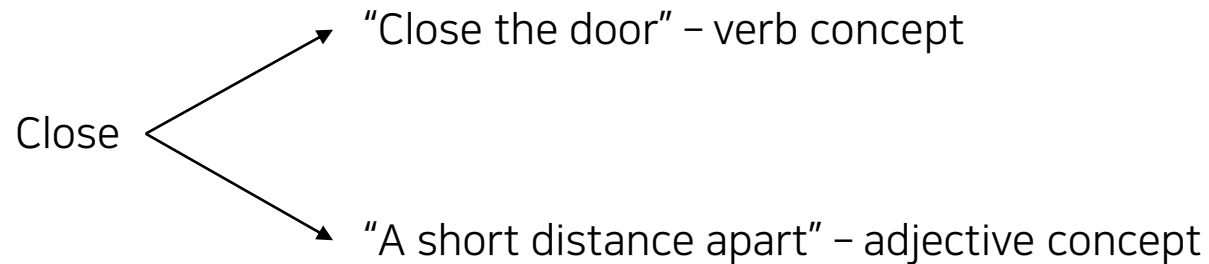 “Close the door” – verb concept
Close
“A short distance apart” – adjective concept